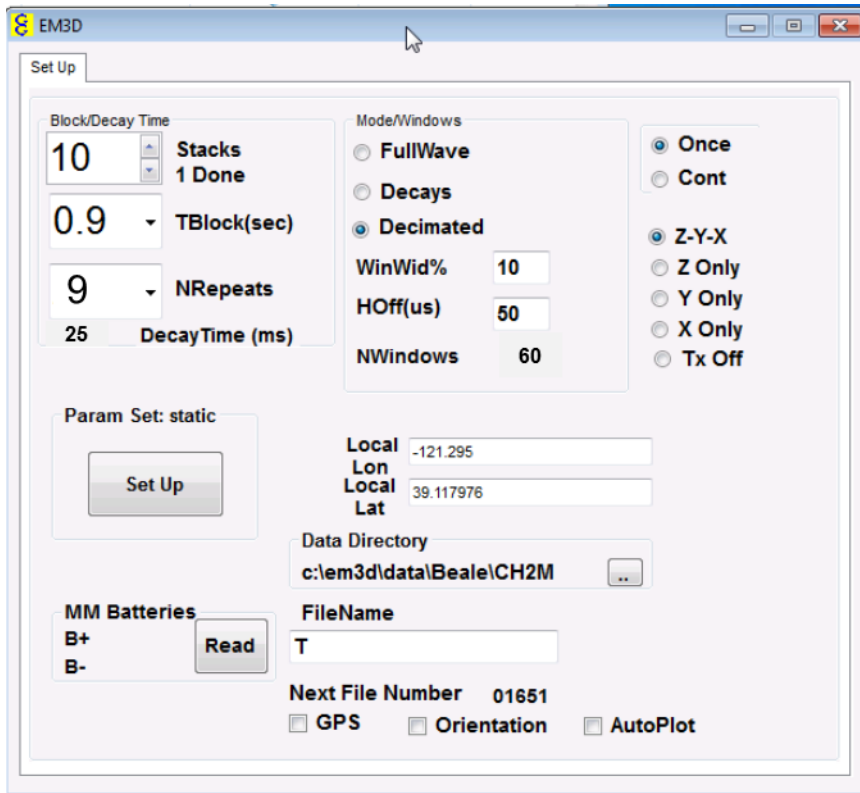 EM3D
Set Up
Block/Decay Time
10
Stacks
1 Done
0.9
TBlock(sec)
9
NRepeats
25
DecayTime (ms)
Mode/Windows
FullWave
Decays
Decimated
WinWid%
10
HOff(us)
50
NWindows
60
Once
Cont
Z-Y-X
Z Only
Y Only
X Only
Tx Off
Param Set: static
Set Up
Local
Lon
-121.295
Local
Lat
39.117976
Data Directory
c:\em3d\data\Beale\CH2M
..
MM Batteries
B+
B-
Read
FileName
T
Next File Number 01651
GPS
Orientation
AutoPlot